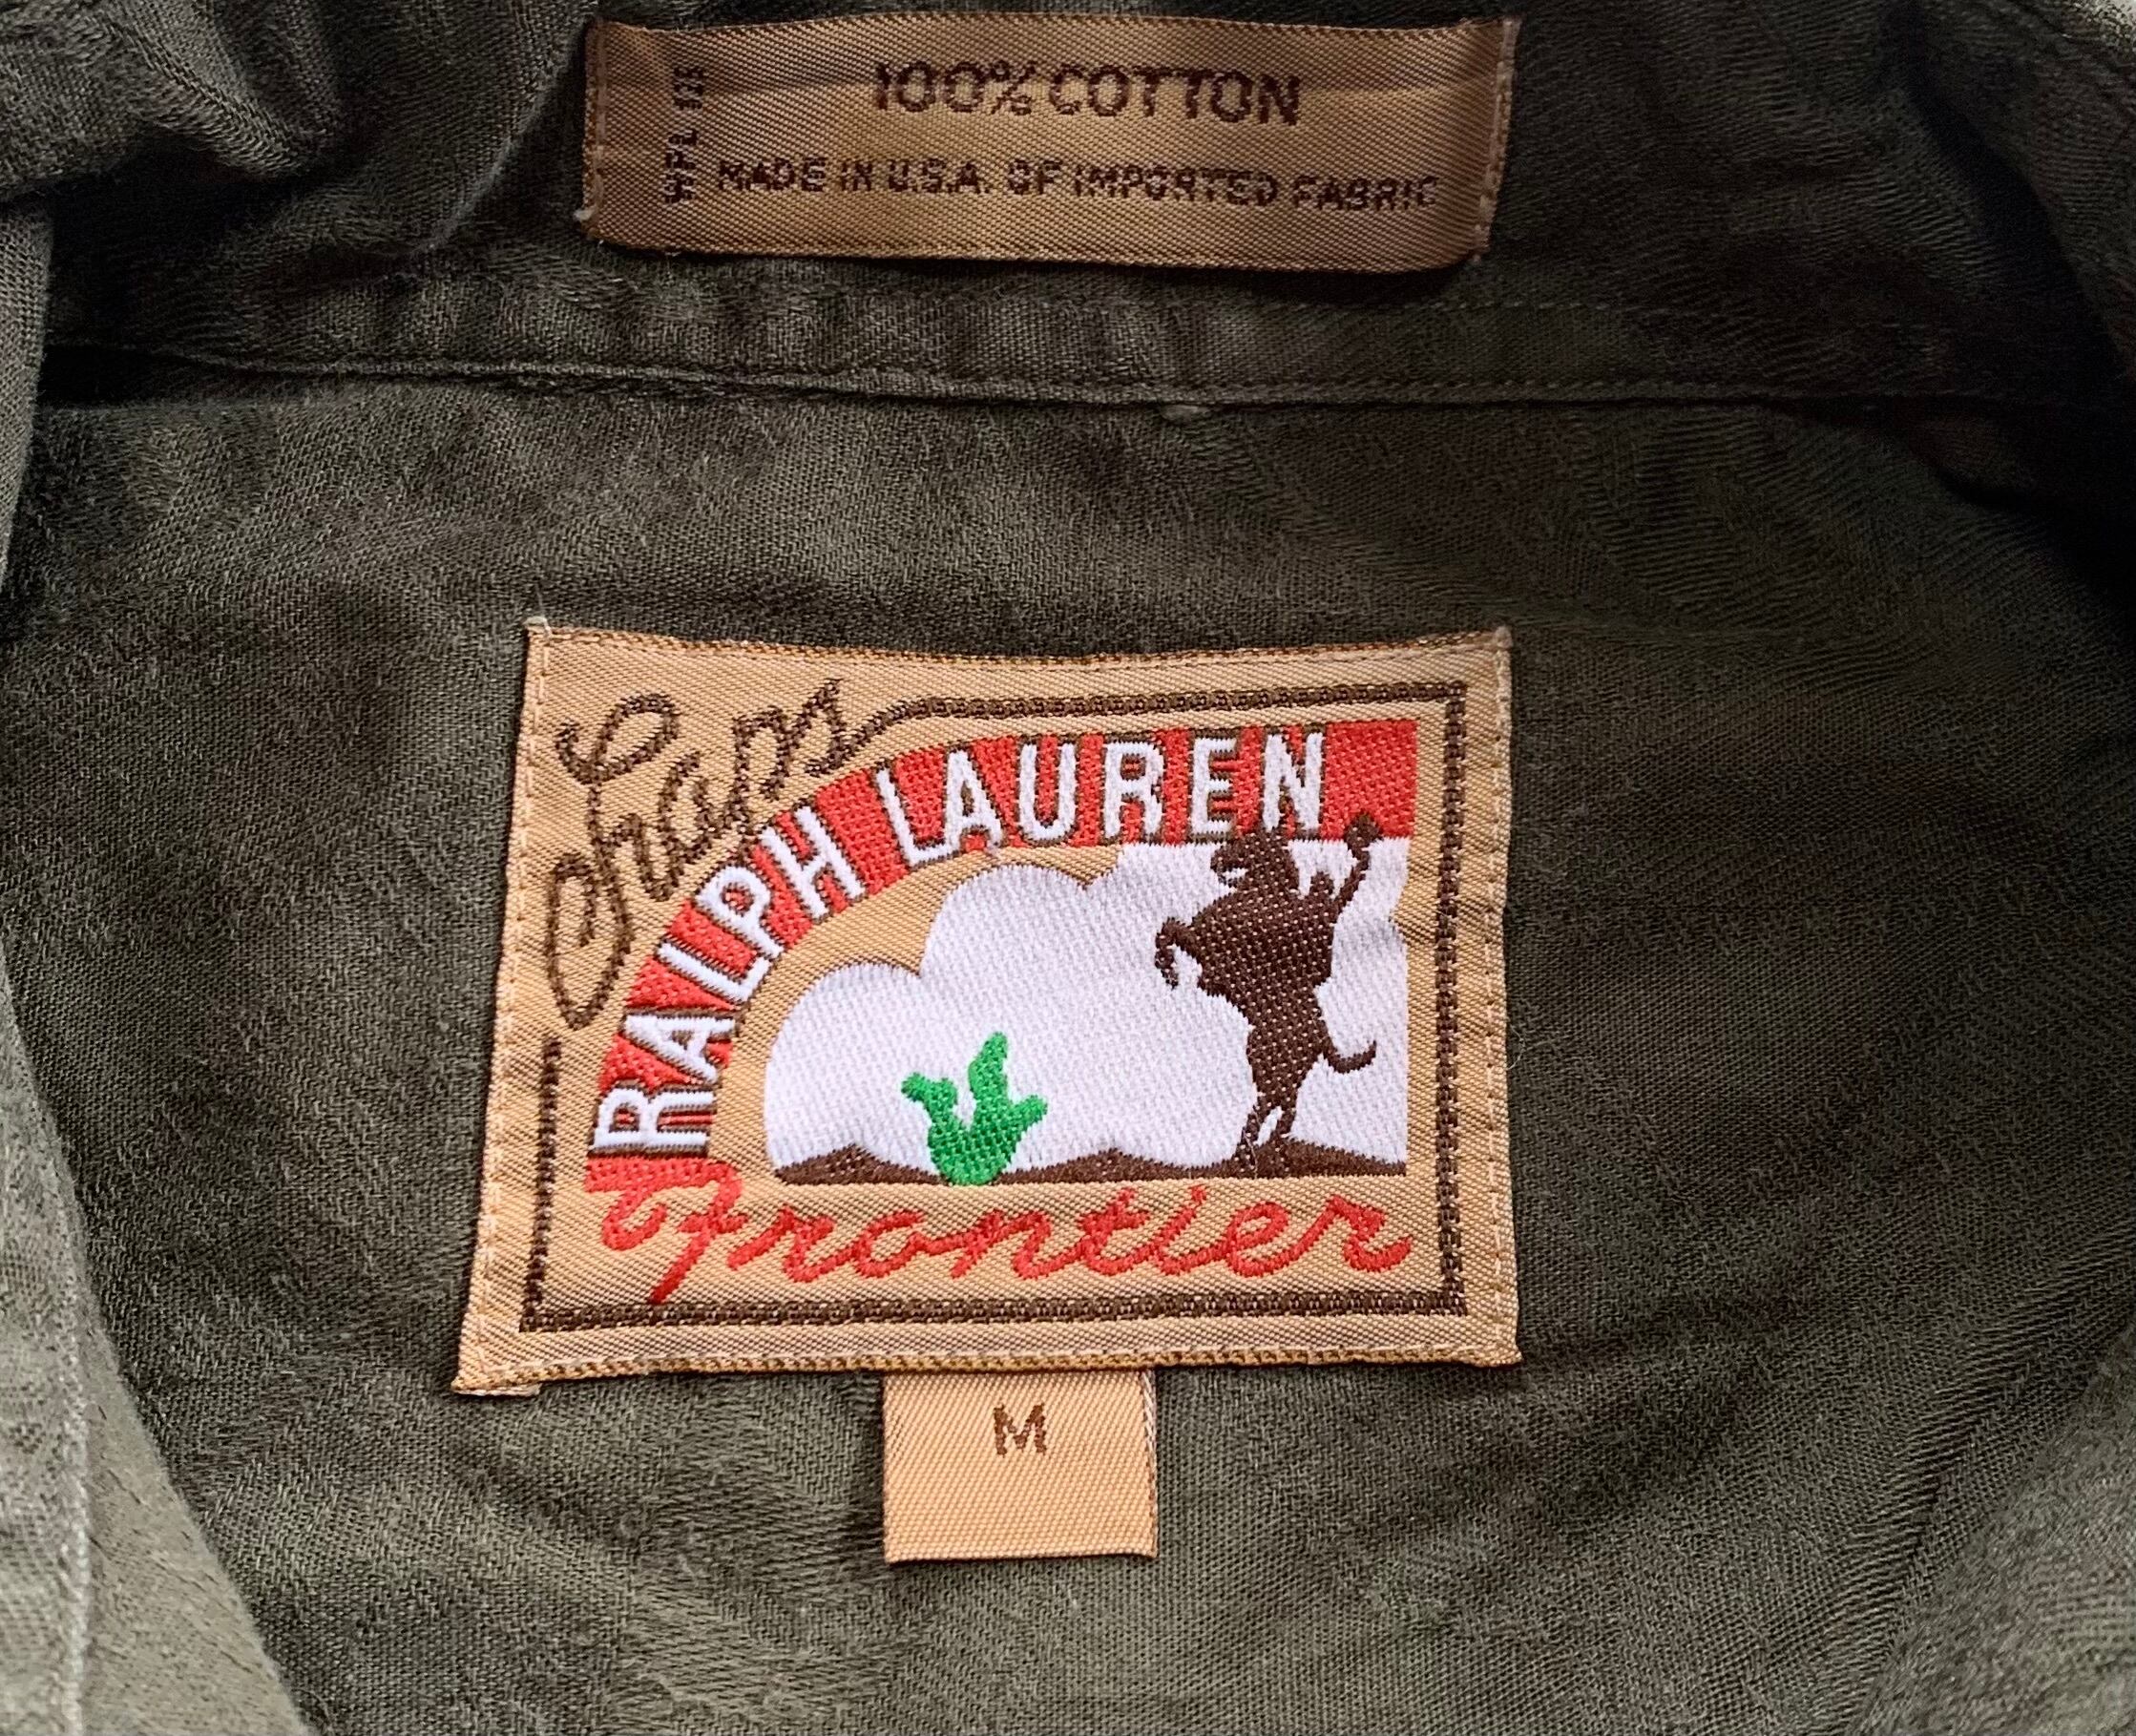 100% COTTON
MADE IN U.S.A. OF IMPORTED FABRIC
Chaps
RALPH LAUREN
Frontier
M